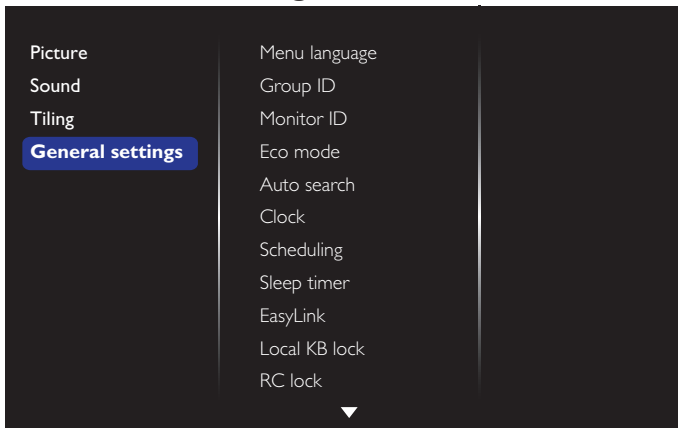 Picture
Sound
Tiling
General settings
Menu language
Group ID
Monitor ID
Eco mode
Auto search
Clock
Scheduling
Sleep timer
EasyLink
Local KB lock
RC lock